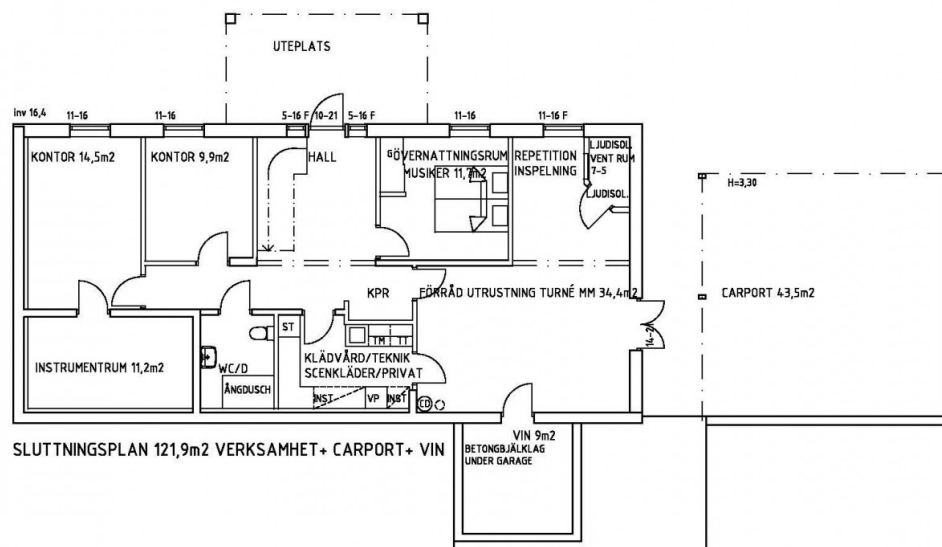 UTEPLATS
inv 16,4
11-16
11-16
5-16 F
10-21
5-16 F
11-16
11-16 F
KONTOR 14,5m2
KONTOR 9,9m2
HALL
G
ÖVERNATTNINGSRUM
MUSIKER 11,7m2
REPETITION
INSPELNING
LJUDISOL.
VENT RUM
7-5
LJUDISOL.
H=3,30
KPR
FÖRRÅD UTRUSTNING TURNÉ MM 34,4m2
CARPORT 43,5m2
ST
TM
TT
INSTRUMENTRUM 11,2m2
WC/D
ÅNGDUSCH
KLÄDVÅRD/TEKNIK
SCENKLÄDER/PRIVAT
INST
VP
INST
CD
VIN 9m2
BETONGBJÄLKLAG
UNDER GARAGE
SLUTTNINGSPLAN 121,9m2 VERKSAMHET+ CARPORT+ VIN